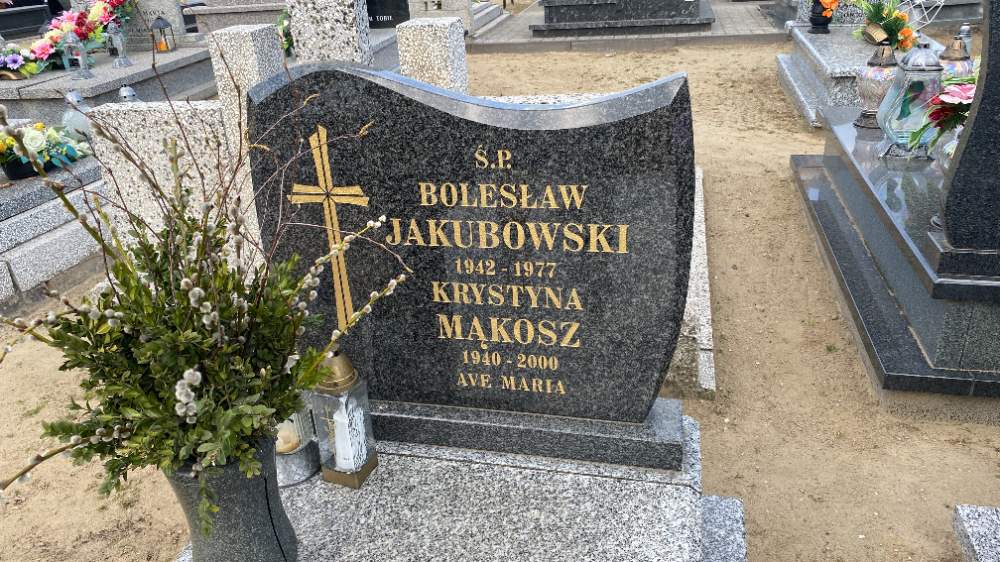 Ś.P.
BOLESŁAW
JAKUBOWSKI
1942 - 1977
KRYSTYNA
MĄKOSZ
1940 - 2000
AVE MARIA